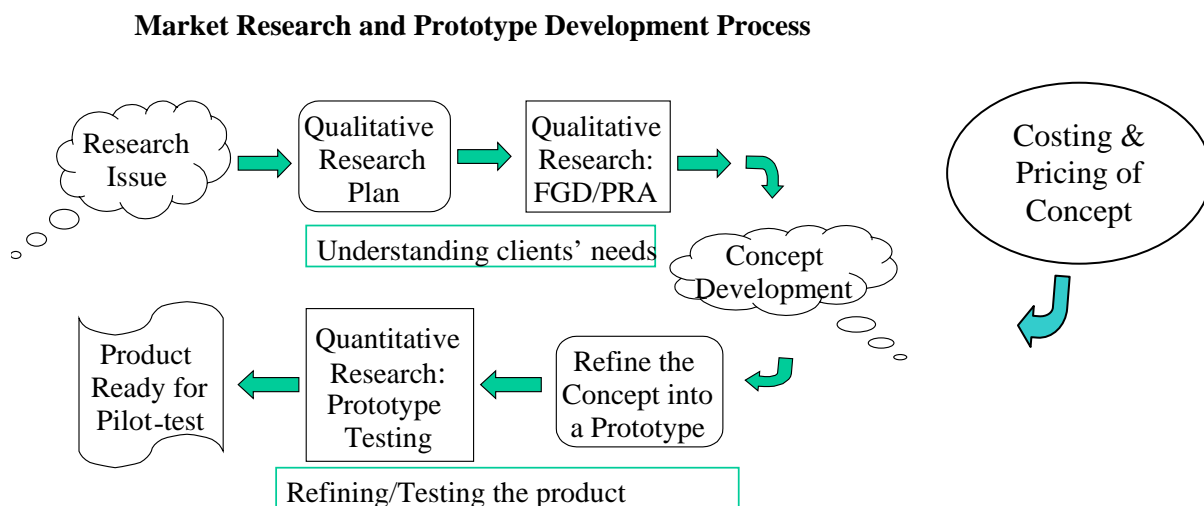 Market Research and Prototype Development Process
Research
Issue
Qualitative
Research
Plan
Qualitative
Research:
FGD/PRA
Costing &
Pricing of
Concept
Understanding clients’ needs
Concept
Development
Product
Ready for
Pilot-test
Quantitative
Research:
Prototype
Testing
Refine the
Concept into
a Prototype
Refining/Testing the product